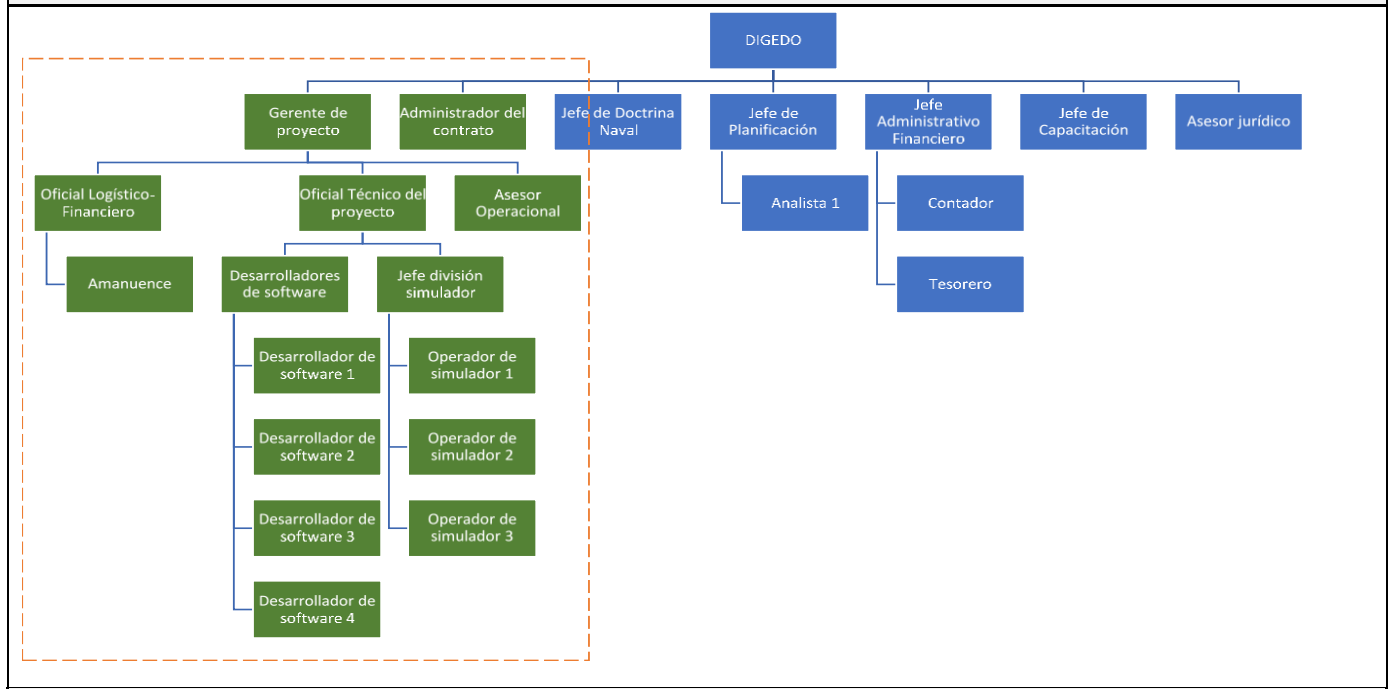 DIGEDO
Gerente de
proyecto
Administrador del
contrato
Jefe de Doctrina
Naval
Jefe de
Planificación
Jefe
Administrativo
Financiero
Jefe de
Capacitación
Asesor jurídico
Oficial Logístico-
Financiero
Oficial Técnico del
proyecto
Asesor
Operacional
Analista 1
Contador
Amanuence
Desarrolladores
de software
Jefe división
simulador
Tesorero
Desarrollador de
software 1
Operador de
simulador 1
Desarrollador de
software 2
Operador de
simulador 2
Desarrollador de
software 3
Operador de
simulador 3
Desarrollador de
software 4